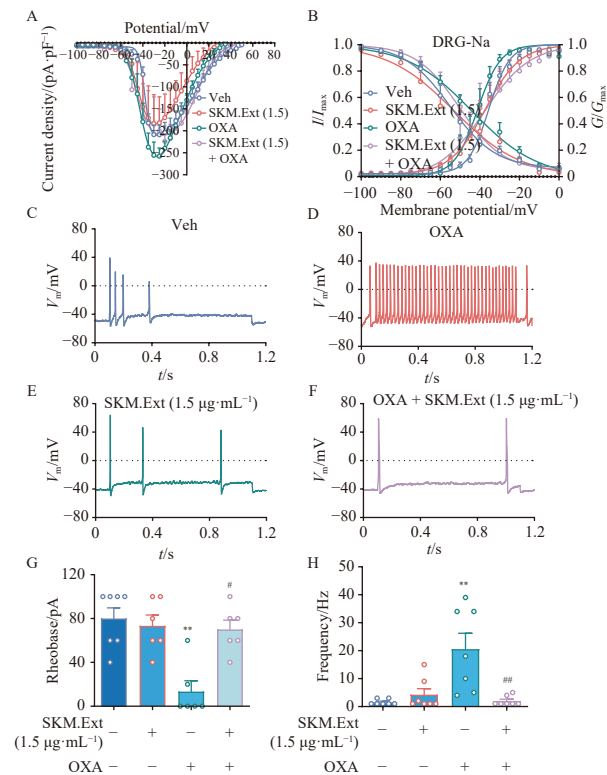 A
Potential/mV
−100 −80 −60 −40 −20 0 20 40 60 80
−50
−100
−150
−200
−250
−300
Current density/(pA·pF⁻¹)
Veh
SKM.Ext (1.5)
OXA
SKM.Ext (1.5)
+ OXA
B
DRG-Na
1.0
0.8
0.6
0.4
0.2
0
I/Imax
1.0
0.8
0.6
0.4
0.2
0
G/Gmax
Veh
SKM.Ext (1.5)
OXA
SKM.Ext (1.5)
+ OXA
−100 −80 −60 −40 −20 0
Membrane potential/mV
C
Veh
80
40
0
−40
−80
Vm/mV
0 0.4 0.8 1.2
t/s
D
OXA
80
40
0
−40
−80
Vm/mV
0 0.4 0.8 1.2
t/s
E
SKM.Ext (1.5 μg·mL⁻¹)
80
40
0
−40
−80
Vm/mV
0 0.4 0.8 1.2
t/s
F
OXA + SKM.Ext (1.5 μg·mL⁻¹)
80
40
0
−40
−80
Vm/mV
0 0.4 0.8 1.2
t/s
G
120
80
40
0
Rheobase/pA
**
#
SKM.Ext
(1.5 μg·mL⁻¹)
− + − +
OXA
− − + +
H
50
40
30
20
10
0
Frequency/Hz
**
##
− + − +
− − + +